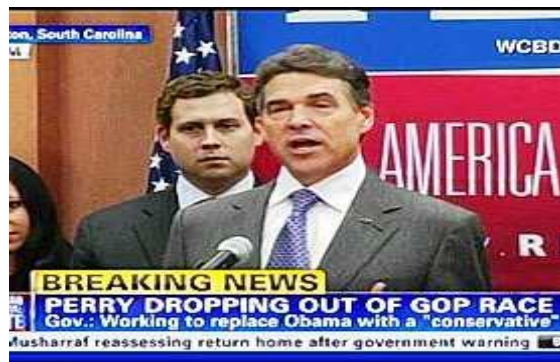 ton, South Carolina
WCBD
AMERICA
R
BREAKING NEWS
PERRY DROPPING OUT OF GOP RACE
Gov.: Working to replace Obama with a "conservative"
Musharraf reassessing return home after government warning